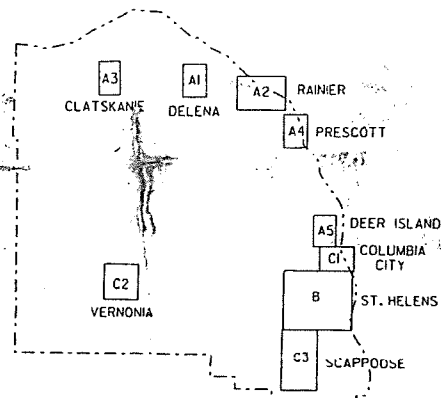 A3
CLATSKANIE
A1
DELENA
A2
RAINIER
A4
PRESCOTT
A5
DEER ISLAND
C1
COLUMBIA
CITY
C2
VERNONIA
B
ST. HELENS
C3
SCAPPOOSE